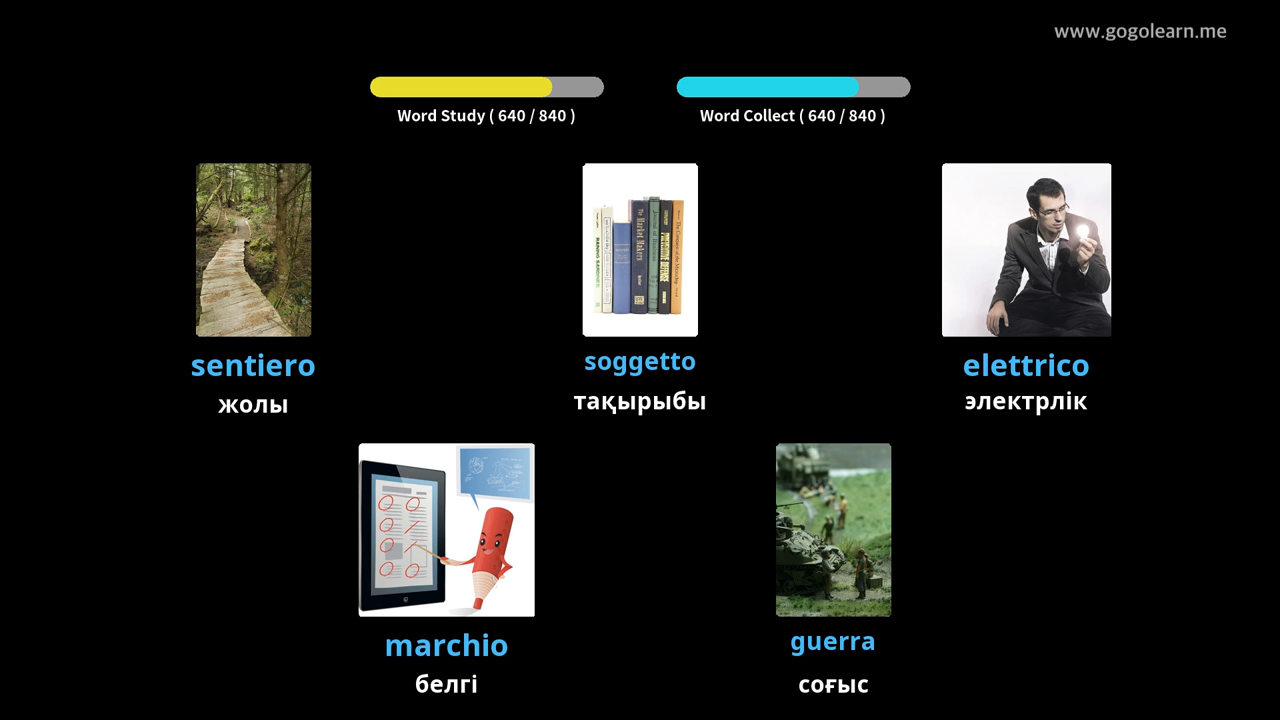 www.gogolearn.me
Word Study ( 640 / 840 )
Word Collect ( 640 / 840 )
sentiero
жолы
soggetto
тақырыбы
elettrico
электрлік
marchio
белгі
guerra
соғыс